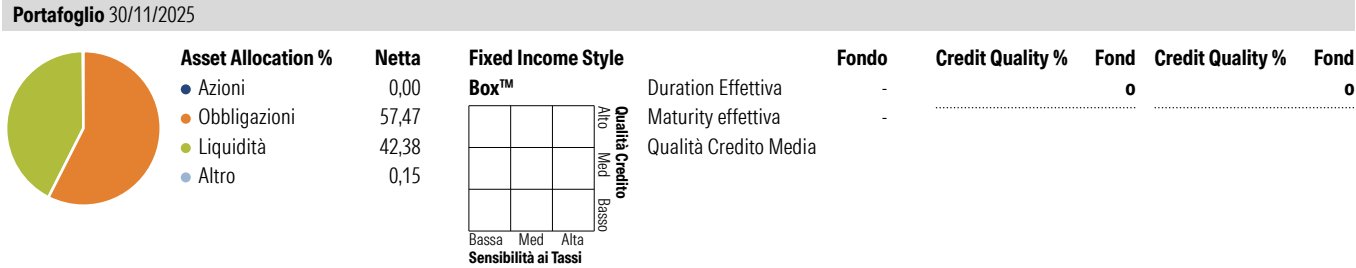 Portafoglio 30/11/2025
Asset Allocation % Netta
Azioni 0,00
Obbligazioni 57,47
Liquidità 42,38
Altro 0,15
Fixed Income Style
Box™
Alto Med Basso
Qualità Credito
Bassa Med Alta
Sensibilità ai Tassi
Fondo
Duration Effettiva -
Maturity effettiva -
Qualità Credito Media
Credit Quality % Fond
o
Credit Quality % Fond
o